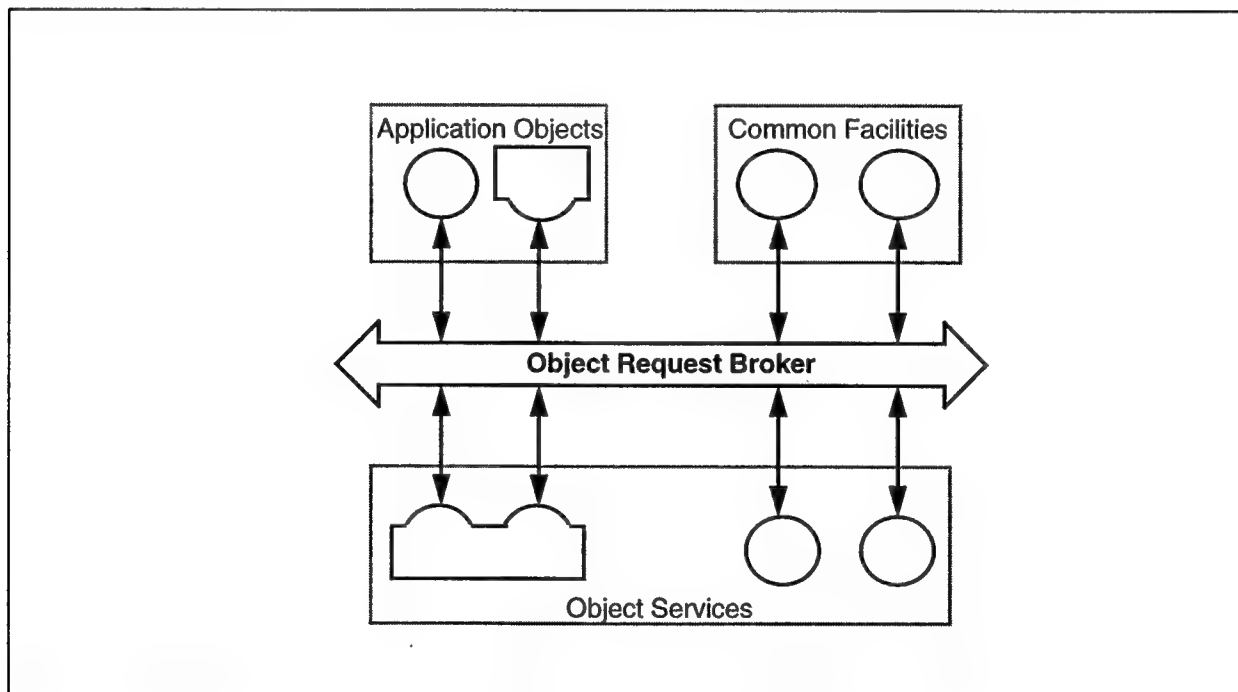 Application Objects
Common Facilities
Object Request Broker
Object Services